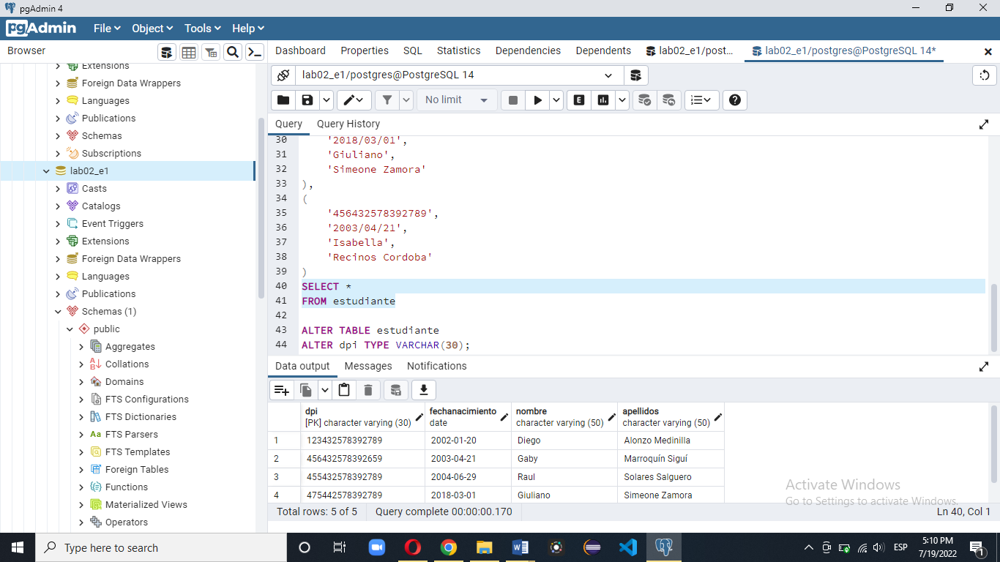 pgAdmin 4
pgAdmin File Object Tools Help
Browser
Dashboard Properties SQL Statistics Dependencies Dependents lab02_e1/post... lab02_e1/postgres@PostgreSQL 14*
Extensions
Foreign Data Wrappers
Languages
Publications
Schemas
Subscriptions
lab02_e1
Casts
Catalogs
Event Triggers
Extensions
Foreign Data Wrappers
Languages
Publications
Schemas (1)
public
Aggregates
Collations
Domains
FTS Configurations
FTS Dictionaries
FTS Parsers
FTS Templates
Foreign Tables
Functions
Materialized Views
Operators
lab02_e1/postgres@PostgreSQL 14
No limit
Query Query History
30 '2018/03/01',
31 'Giuliano',
32 'Simeone Zamora'
33 ),
34 (
35 '456432578392789',
36 '2003/04/21',
37 'Isabella',
38 'Recinos Cordoba'
39 )
40 SELECT *
41 FROM estudiante
42
43 ALTER TABLE estudiante
44 ALTER dpi TYPE VARCHAR(30);
Data output Messages Notifications
dpi fechanacimiento nombre apellidos
[PK] character varying (30) date character varying (50) character varying (50)
1 123432578392789 2002-01-20 Diego Alonzo Medinilla
2 456432578392659 2003-04-21 Gaby Marroquín Siguí
3 455432578392789 2004-06-29 Raul Solares Salguero
4 475442578392789 2018-03-01 Giuliano Simeone Zamora
Activate Windows
Go to Settings to activate Windows.
Total rows: 5 of 5 Query complete 00:00:00.170 Ln 40, Col 1
Type here to search
ESP
5:10 PM
7/19/2022
1